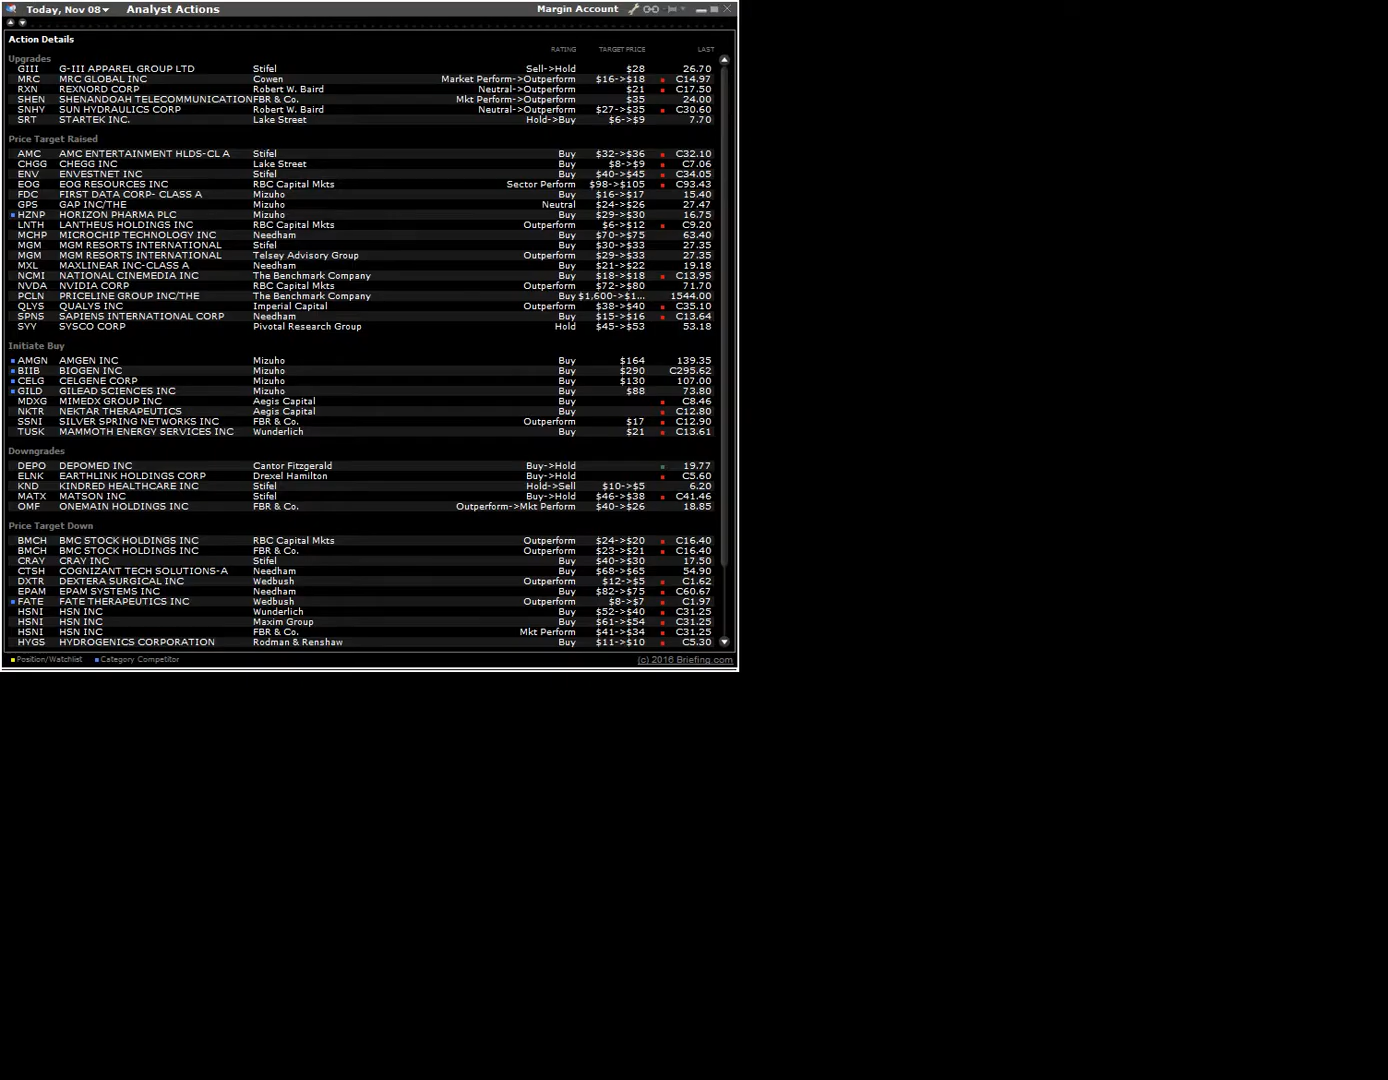 Today, Nov 08 Analyst Actions Margin Account
Action Details
RATING TARGET PRICE LAST
Upgrades
GIII G-III APPAREL GROUP LTD Stifel Sell->Hold $28 26.70
MRC MRC GLOBAL INC Cowen Market Perform->Outperform $16->$18 C14.97
RXN REXNORD CORP Robert W. Baird Neutral->Outperform $21 C17.50
SHEN SHENANDOAH TELECOMMUNICATION FBR & Co. Mkt Perform->Outperform $35 24.00
SNHY SUN HYDRAULICS CORP Robert W. Baird Neutral->Outperform $27->$35 C30.60
SRT STARTEK INC. Lake Street Hold->Buy $6->$9 7.70
Price Target Raised
AMC AMC ENTERTAINMENT HLDS-CL A Stifel Buy $32->$36 C32.10
CHGG CHEGG INC Lake Street Buy $8->$9 C7.06
ENV ENVESTNET INC Stifel Buy $40->$45 C34.05
EOG EOG RESOURCES INC RBC Capital Mkts Sector Perform $98->$105 C93.43
FDC FIRST DATA CORP- CLASS A Mizuho Buy $16->$17 15.40
GPS GAP INC/THE Mizuho Neutral $24->$26 27.47
HZNP HORIZON PHARMA PLC Mizuho Buy $29->$30 16.75
LNTH LANTHEUS HOLDINGS INC RBC Capital Mkts Outperform $6->$12 C9.20
MCHP MICROCHIP TECHNOLOGY INC Needham Buy $70->$75 63.40
MGM MGM RESORTS INTERNATIONAL Stifel Buy $30->$33 27.35
MGM MGM RESORTS INTERNATIONAL Telsey Advisory Group Outperform $29->$33 27.35
MXL MAXLINEAR INC-CLASS A Needham Buy $21->$22 19.18
NCMI NATIONAL CINEMEDIA INC The Benchmark Company Buy $18->$18 C13.95
NVDA NVIDIA CORP RBC Capital Mkts Outperform $72->$80 71.70
PCLN PRICELINE GROUP INC/THE The Benchmark Company Buy $1,600->$1... 1544.00
QLYS QUALYS INC Imperial Capital Outperform $38->$40 C35.10
SPNS SAPIENS INTERNATIONAL CORP Needham Buy $15->$16 C13.64
SYY SYSCO CORP Pivotal Research Group Hold $45->$53 53.18
Initiate Buy
AMGN AMGEN INC Mizuho Buy $164 139.35
BIIB BIOGEN INC Mizuho Buy $290 C295.62
CELG CELGENE CORP Mizuho Buy $130 107.00
GILD GILEAD SCIENCES INC Mizuho Buy $88 73.80
MDXG MIMEDX GROUP INC Aegis Capital Buy C8.46
NKTR NEKTAR THERAPEUTICS Aegis Capital Buy C12.80
SSNI SILVER SPRING NETWORKS INC FBR & Co. Outperform $17 C12.90
TUSK MAMMOTH ENERGY SERVICES INC Wunderlich Buy $21 C13.61
Downgrades
DEPO DEPOMED INC Cantor Fitzgerald Buy->Hold 19.77
ELNK EARTHLINK HOLDINGS CORP Drexel Hamilton Buy->Hold C5.60
KND KINDRED HEALTHCARE INC Stifel Hold->Sell $10->$5 6.20
MATX MATSON INC Stifel Buy->Hold $46->$38 C41.46
OMF ONEMAIN HOLDINGS INC FBR & Co. Outperform->Mkt Perform $40->$26 18.85
Price Target Down
BMCH BMC STOCK HOLDINGS INC RBC Capital Mkts Outperform $24->$20 C16.40
BMCH BMC STOCK HOLDINGS INC FBR & Co. Outperform $23->$21 C16.40
CRAY CRAY INC Stifel Buy $40->$30 17.50
CTSH COGNIZANT TECH SOLUTIONS-A Needham Buy $68->$65 54.90
DXTR DEXTERA SURGICAL INC Wedbush Outperform $12->$5 C1.62
EPAM EPAM SYSTEMS INC Needham Buy $82->$75 C60.67
FATE FATE THERAPEUTICS INC Wedbush Outperform $8->$7 C1.97
HSNI HSN INC Wunderlich Buy $52->$40 C31.25
HSNI HSN INC Maxim Group Buy $61->$54 C31.25
HSNI HSN INC FBR & Co. Mkt Perform $41->$34 C31.25
HYGS HYDROGENICS CORPORATION Rodman & Renshaw Buy $11->$10 C5.30
Position/Watchlist Category Competitor (c) 2016 Briefing.com